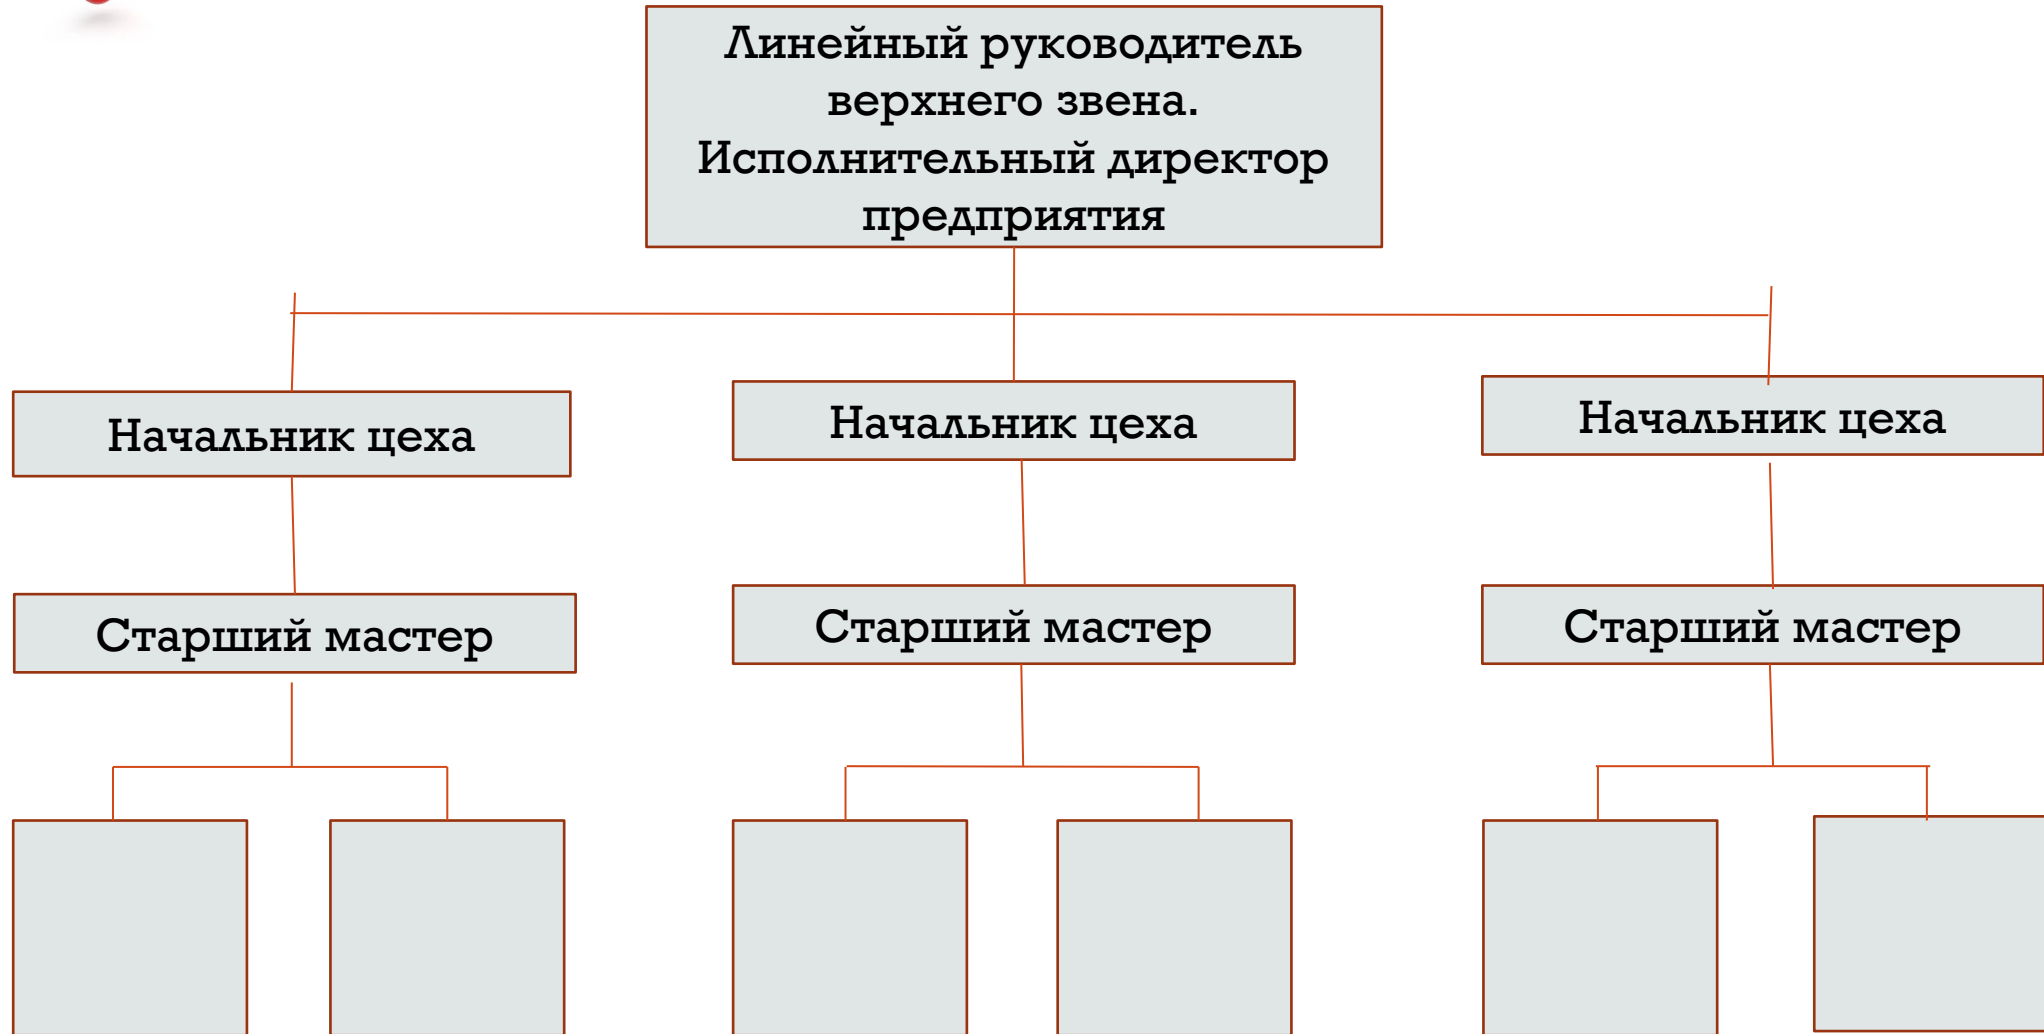 Линейный руководитель
верхнего звена.
Исполнительный директор
предприятия
Начальник цеха
Начальник цеха
Начальник цеха
Старший мастер
Старший мастер
Старший мастер